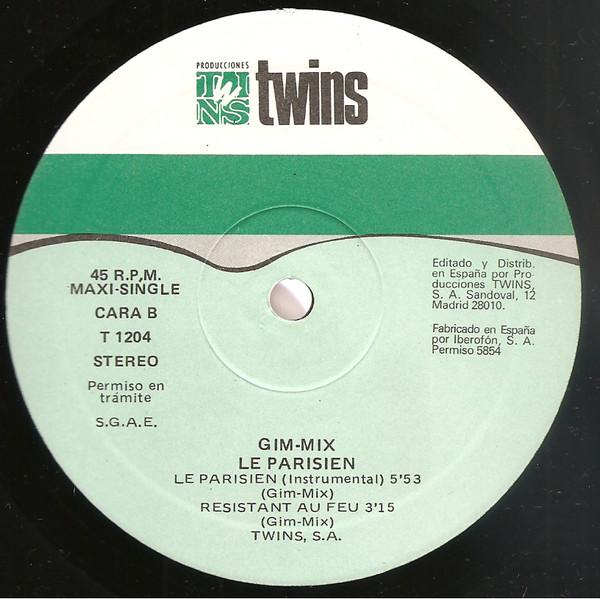 PRODUCCIONES
TWINS
twins
45 R.P.M.
MAXI-SINGLE
CARA B
T 1204
STEREO
Permiso en
trámite
S.G.A.E.
Editado y Distrib.
en España por Pro-
ducciones TWINS,
S. A. Sandoval, 12
Madrid 28010.
Fabricado en España
por Iberofón, S. A.
Permiso 5854
GIM-MIX
LE PARISIEN
LE PARISIEN (Instrumental) 5'53
(Gim-Mix)
RESISTANT AU FEU 3'15
(Gim-Mix)
TWINS, S.A.